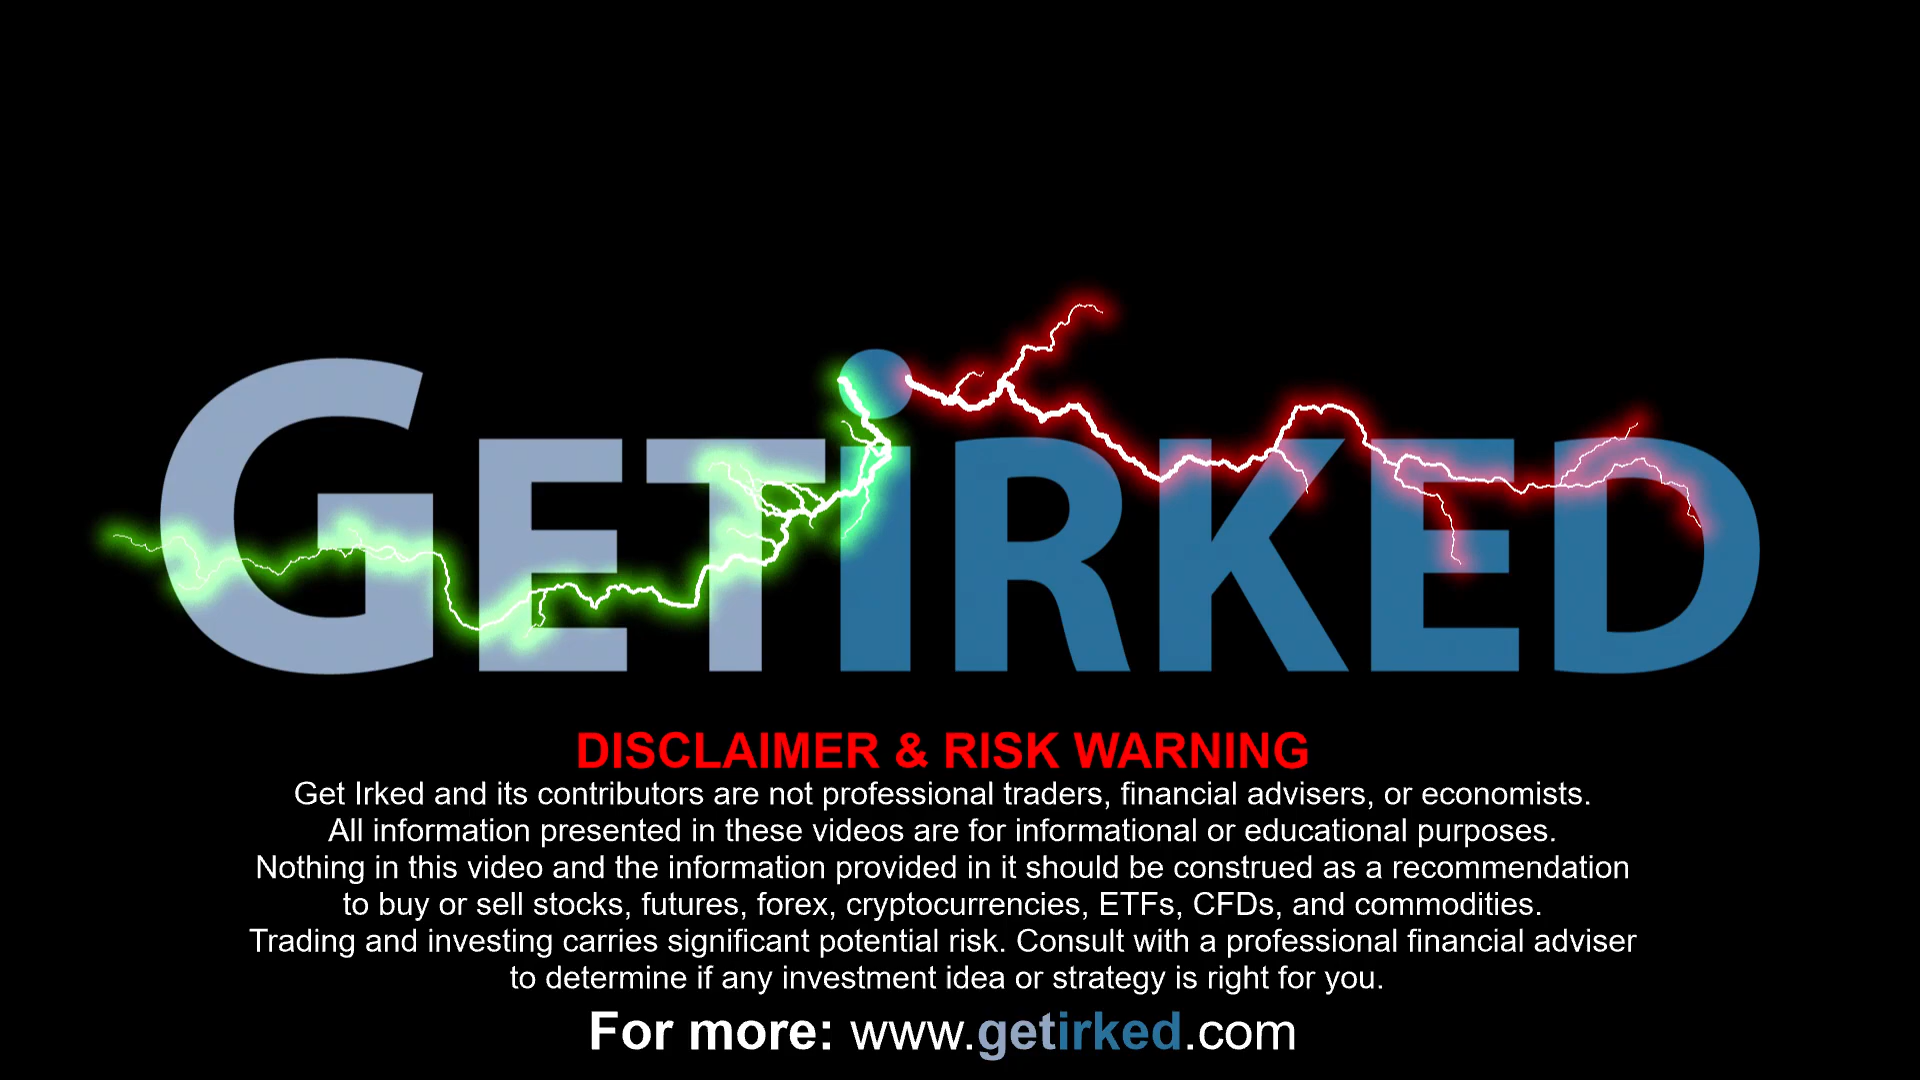 GETiRKED
DISCLAIMER & RISK WARNING
Get Irked and its contributors are not professional traders, financial advisers, or economists.
All information presented in these videos are for informational or educational purposes.
Nothing in this video and the information provided in it should be construed as a recommendation
to buy or sell stocks, futures, forex, cryptocurrencies, ETFs, CFDs, and commodities.
Trading and investing carries significant potential risk. Consult with a professional financial adviser
to determine if any investment idea or strategy is right for you.
For more: www.getirked.com